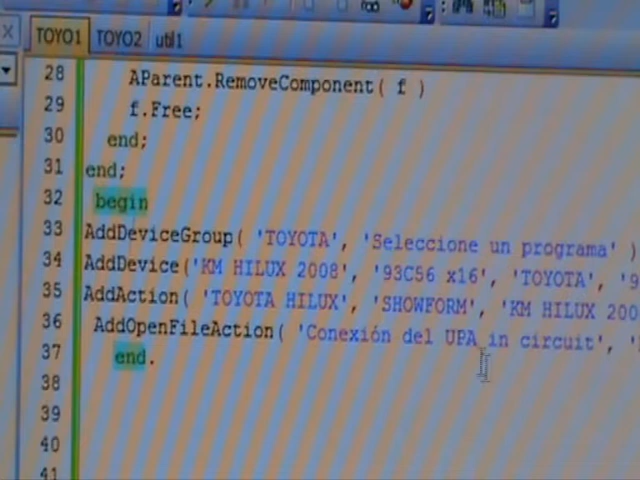 TOYO1 TOYO2 util1
28 AParent.RemoveComponent( f )
29 f.Free;
30 end;
31 end;
32 begin
33 AddDeviceGroup( 'TOYOTA', 'Seleccione un programa' )
34 AddDevice('KM HILUX 2008', '93C56 x16', 'TOYOTA', '9
35 AddAction( 'TOYOTA HILUX', 'SHOWFORM', 'KM HILUX 200
36 AddOpenFileAction( 'Conexión del UPA in circuit', '
37 end.
38
39
40
41